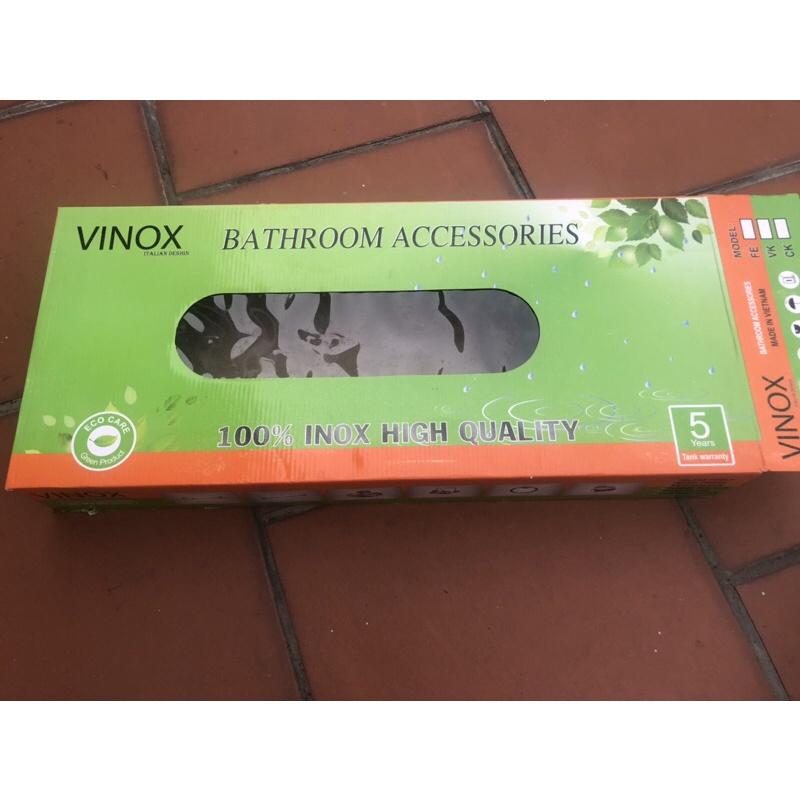 VINOX
ITALIAN DESIGN
BATHROOM ACCESSORIES
100% INOX HIGH QUALITY
ECO CARE
Green Product
5
Years
Tank warranty
MODEL:
FE
VK
CK
BATHROOM ACCESSORIES
MADE IN VIETNAM
VINOX
VINOX